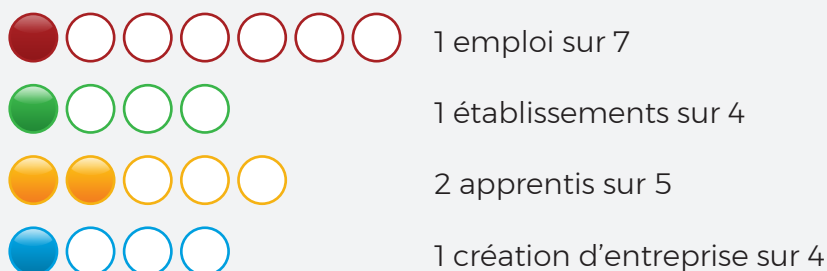 1 emploi sur 7
1 établissements sur 4
2 apprentis sur 5
1 création d’entreprise sur 4